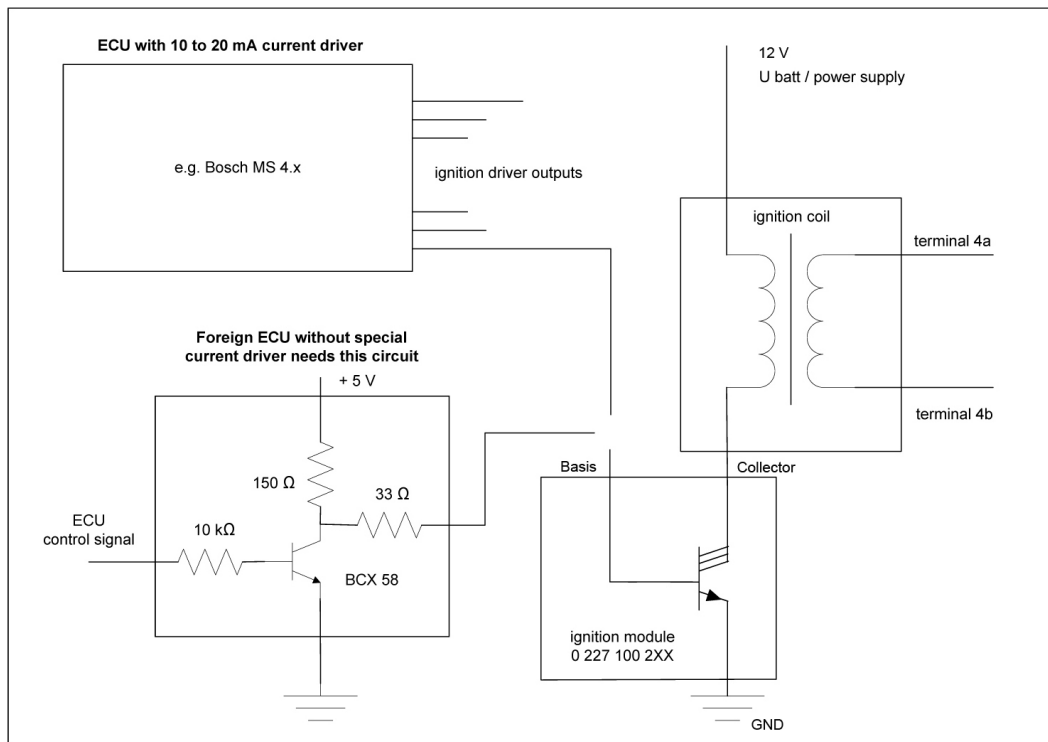 ECU with 10 to 20 mA current driver
e.g. Bosch MS 4.x
ignition driver outputs
12 V
U batt / power supply
ignition coil
terminal 4a
terminal 4b
Foreign ECU without special
current driver needs this circuit
+ 5 V
150 Ω
33 Ω
ECU
control signal
10 kΩ
BCX 58
Basis
Collector
ignition module
0 227 100 2XX
GND